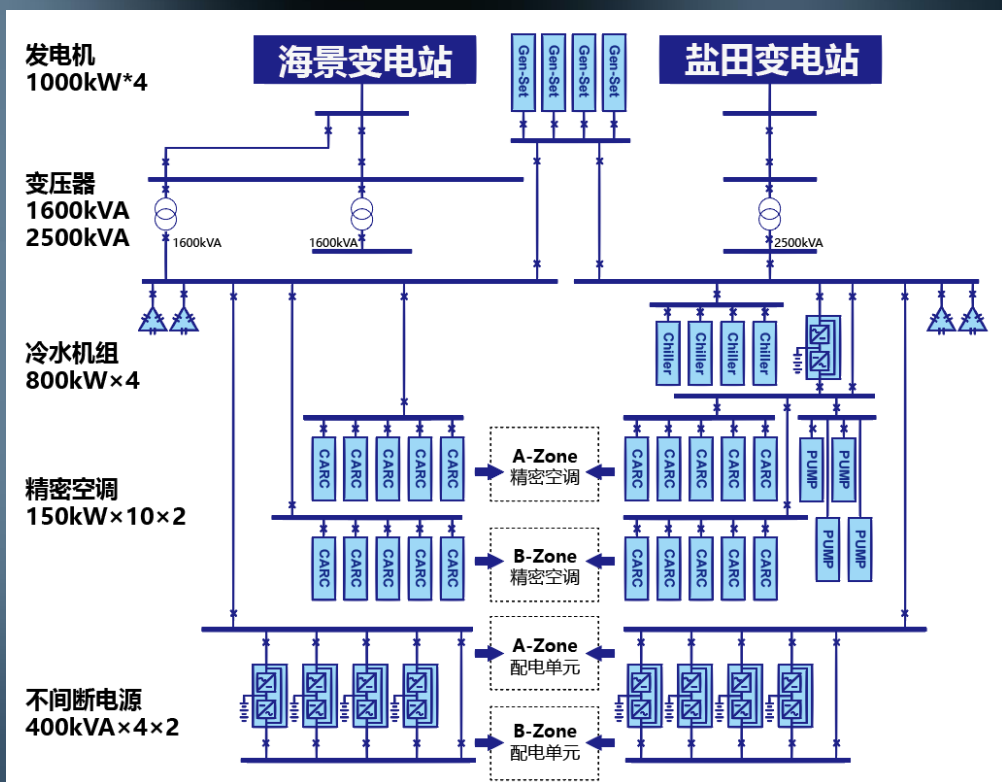 发电机
1000kW*4
海景变电站
Gen-Set
Gen-Set
Gen-Set
Gen-Set
盐田变电站
变压器
1600kVA
2500kVA
1600kVA
1600kVA
2500kVA
冷水机组
800kW×4
Chiller
Chiller
Chiller
Chiller
精密空调
150kW×10×2
CARC
CARC
CARC
CARC
CARC
A-Zone
精密空调
CARC
CARC
CARC
CARC
CARC
PUMP
PUMP
CARC
CARC
CARC
CARC
CARC
B-Zone
精密空调
CARC
CARC
CARC
CARC
CARC
PUMP
PUMP
A-Zone
配电单元
不间断电源
400kVA×4×2
B-Zone
配电单元